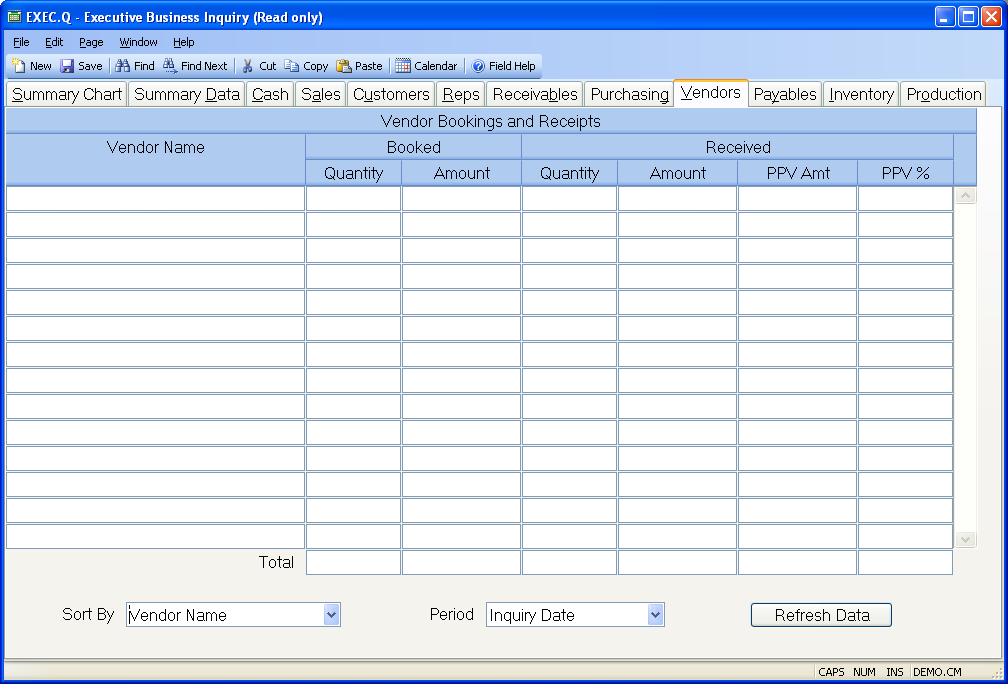 EXEC.Q - Executive Business Inquiry (Read only)
File Edit Page Window Help
New Save Find Find Next Cut Copy Paste Calendar Field Help
Summary Chart Summary Data Cash Sales Customers Reps Receivables Purchasing Vendors Payables Inventory Production
Vendor Bookings and Receipts
Vendor Name Booked Received
Quantity Amount Quantity Amount PPV Amt PPV %
Total
Sort By Vendor Name Period Inquiry Date Refresh Data
CAPS NUM INS DEMO.CM